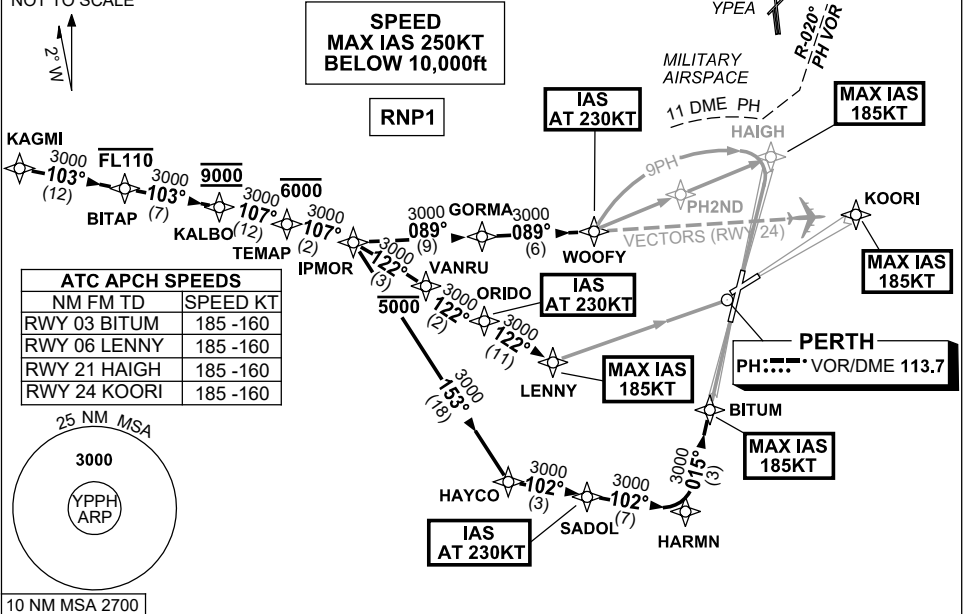 NOT TO SCALE
2° W
SPEED
MAX IAS 250KT
BELOW 10,000ft
RNP1
YPEA
R-020°
PH VOR
MILITARY
AIRSPACE
11 DME PH
IAS
AT 230KT
MAX IAS
185KT
HAIGH
KAGMI
3000
103°
(12)
FL110
BITAP
3000
103°
(7)
9000
KALBO
3000
107°
(12)
6000
TEMAP
3000
107°
(2)
IPMOR
3000
089°
(9)
GORMA
3000
089°
(6)
WOOFY
9PH
PH2ND
VECTORS (RWY 24)
KOORI
MAX IAS
185KT
3000
122°
(3)
VANRU
5000
3000
122°
(2)
ORIDO
IAS
AT 230KT
3000
122°
(11)
LENNY
MAX IAS
185KT
PERTH
PH VOR/DME 113.7
ATC APCH SPEEDS
NM FM TD SPEED KT
RWY 03 BITUM 185 -160
RWY 06 LENNY 185 -160
RWY 21 HAIGH 185 -160
RWY 24 KOORI 185 -160
3000
153°
(18)
HAYCO
3000
102°
(3)
SADOL
IAS
AT 230KT
3000
102°
(7)
HARMN
3000
015°
(3)
BITUM
MAX IAS
185KT
25 NM MSA
3000
YPPH
ARP
10 NM MSA 2700